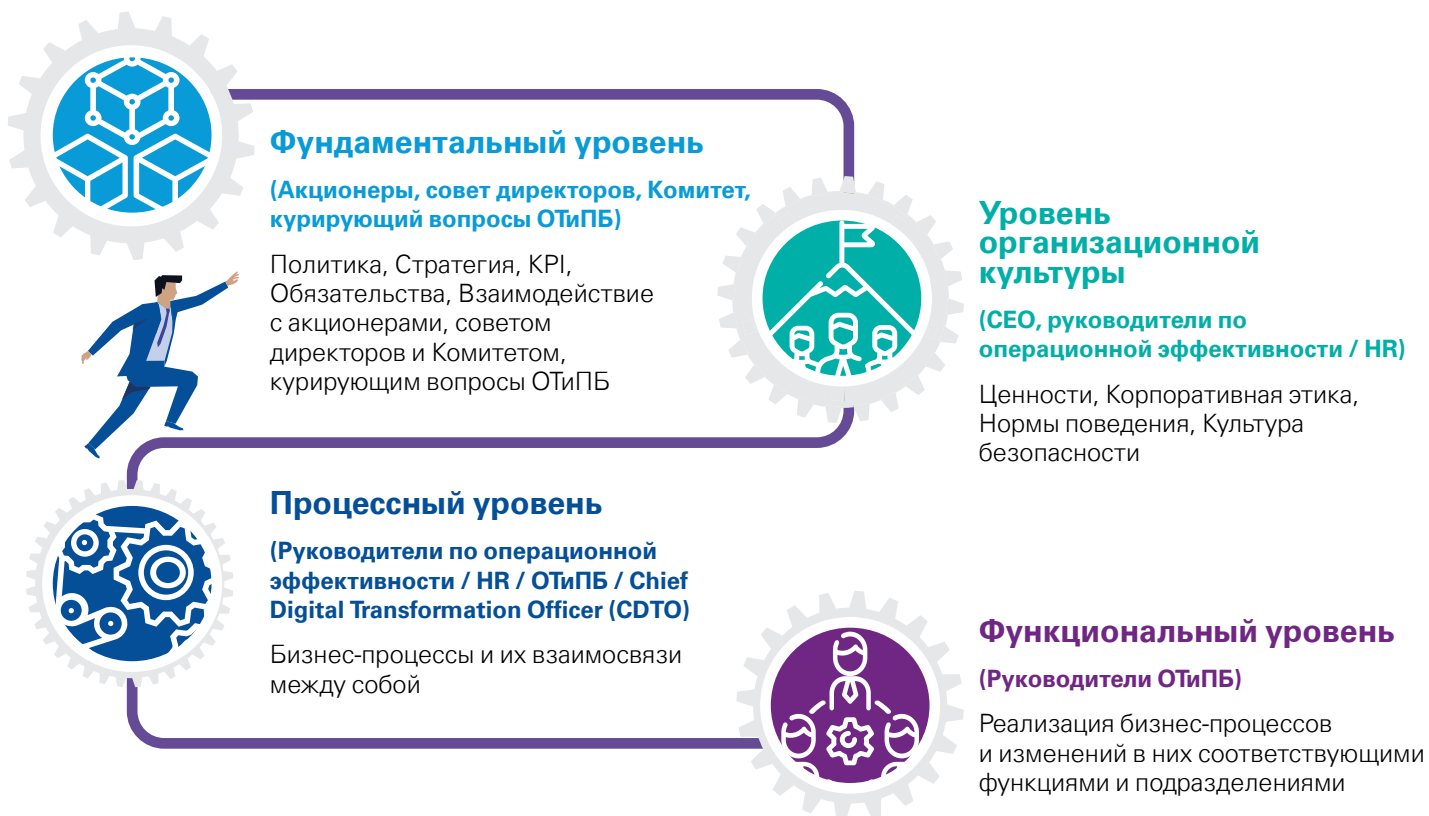 Фундаментальный уровень
(Акционеры, совет директоров, Комитет,
курирующий вопросы ОТиПБ)
Политика, Стратегия, KPI,
Обязательства, Взаимодействие
с акционерами, советом
директоров и Комитетом,
курирующим вопросы ОТиПБ
Уровень
организационной
культуры
(CEO, руководители по
операционной эффективности / HR)
Ценности, Корпоративная этика,
Нормы поведения, Культура
безопасности
Процессный уровень
(Руководители по операционной
эффективности / HR / ОТиПБ / Chief
Digital Transformation Officer (CDTO)
Бизнес-процессы и их взаимосвязи
между собой
Функциональный уровень
(Руководители ОТиПБ)
Реализация бизнес-процессов
и изменений в них соответствующими
функциями и подразделениями